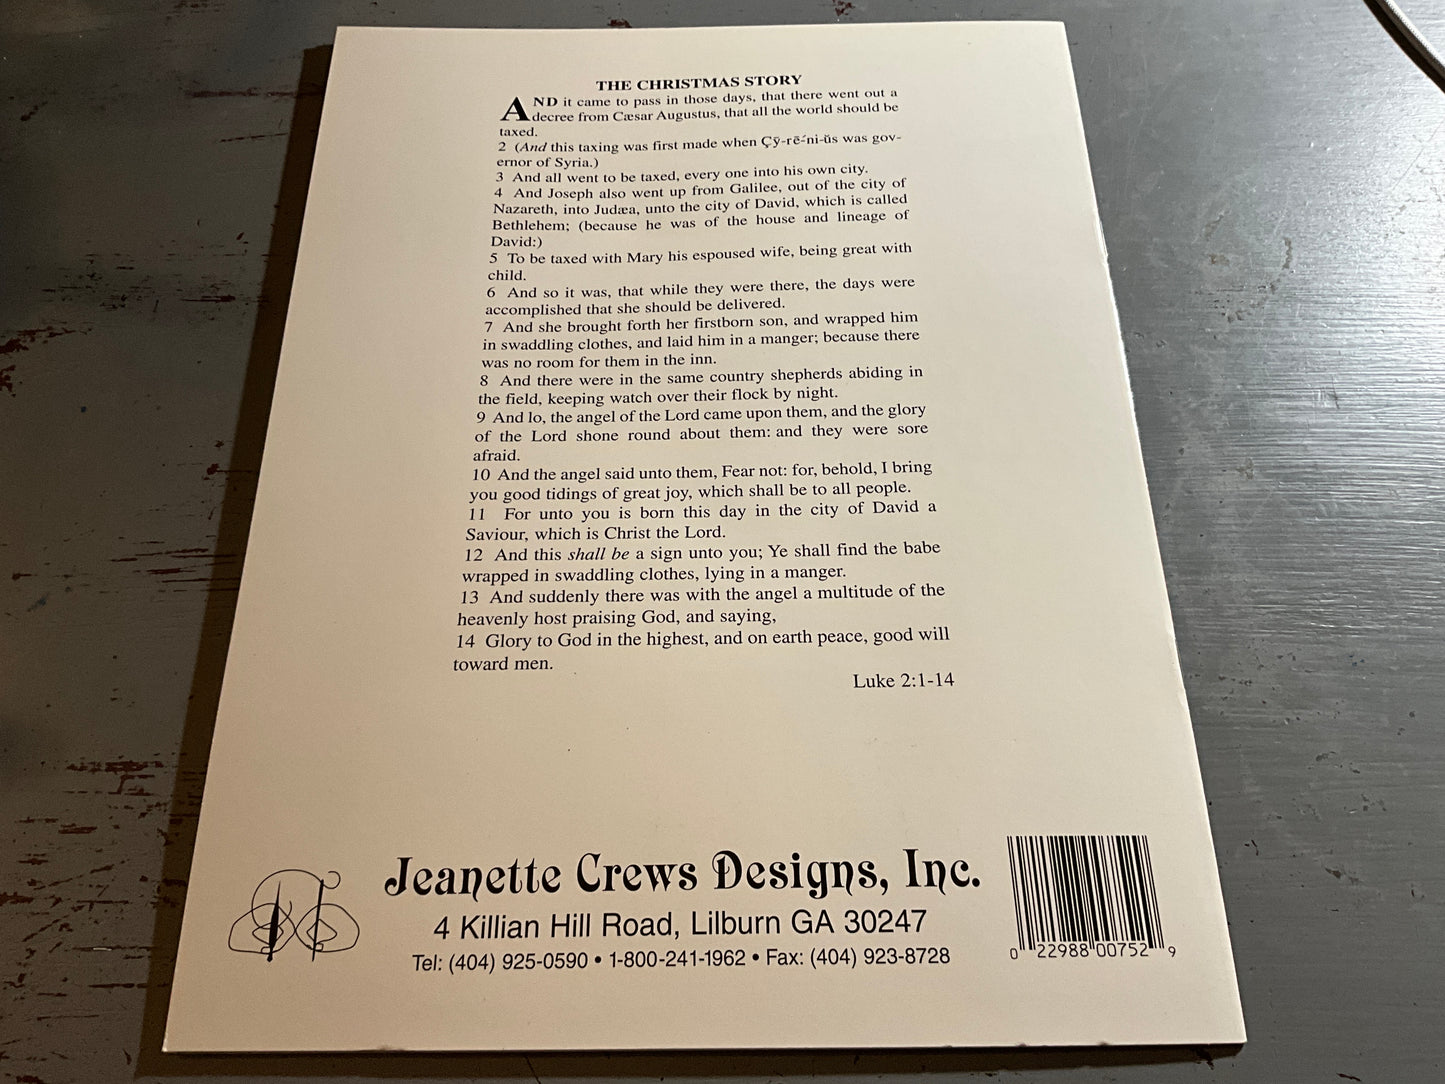 THE CHRISTMAS STORY
AND it came to pass in those days, that there went out a
decree from Cæsar Augustus, that all the world should be
taxed.
2 (And this taxing was first made when Çȳ-rē´ni-ŭs was gov-
ernor of Syria.)
3 And all went to be taxed, every one into his own city.
4 And Joseph also went up from Galilee, out of the city of
Nazareth, into Judæa, unto the city of David, which is called
Bethlehem; (because he was of the house and lineage of
David:)
5 To be taxed with Mary his espoused wife, being great with
child.
6 And so it was, that while they were there, the days were
accomplished that she should be delivered.
7 And she brought forth her firstborn son, and wrapped him
in swaddling clothes, and laid him in a manger; because there
was no room for them in the inn.
8 And there were in the same country shepherds abiding in
the field, keeping watch over their flock by night.
9 And lo, the angel of the Lord came upon them, and the glory
of the Lord shone round about them: and they were sore
afraid.
10 And the angel said unto them, Fear not: for, behold, I bring
you good tidings of great joy, which shall be to all people.
11 For unto you is born this day in the city of David a
Saviour, which is Christ the Lord.
12 And this shall be a sign unto you; Ye shall find the babe
wrapped in swaddling clothes, lying in a manger.
13 And suddenly there was with the angel a multitude of the
heavenly host praising God, and saying,
14 Glory to God in the highest, and on earth peace, good will
toward men.
Luke 2:1-14
Jeanette Crews Designs, Inc.
4 Killian Hill Road, Lilburn GA 30247
Tel: (404) 925-0590 • 1-800-241-1962 • Fax: (404) 923-8728
0 22988 00752 9